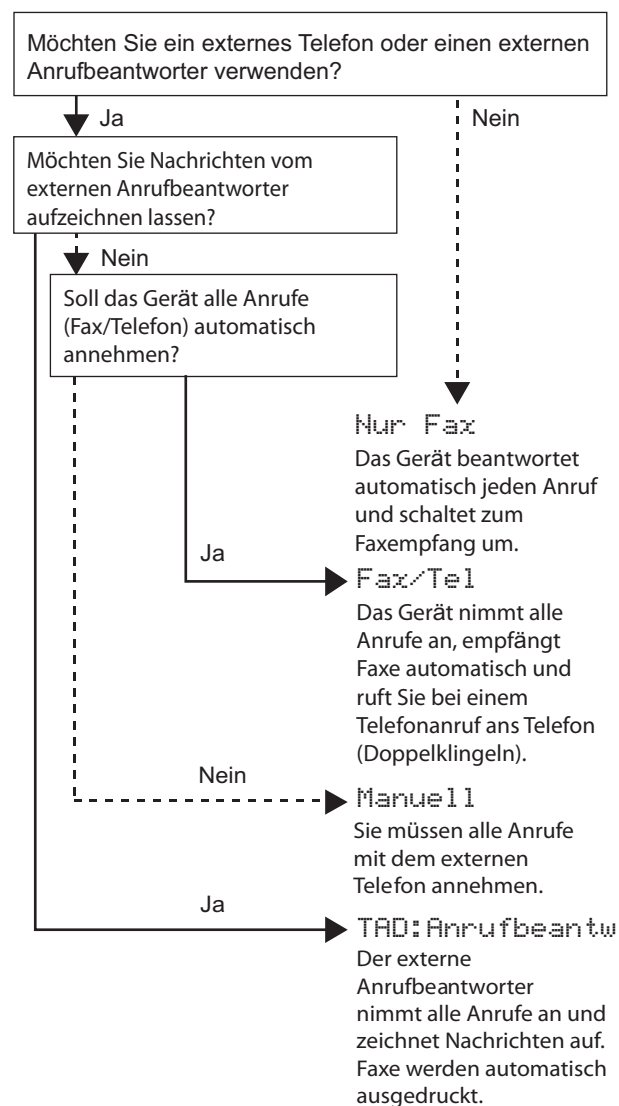 Möchten Sie ein externes Telefon oder einen externen
Anrufbeantworter verwenden?
Ja
Nein
Möchten Sie Nachrichten vom
externen Anrufbeantworter
aufzeichnen lassen?
Nein
Soll das Gerät alle Anrufe
(Fax/Telefon) automatisch
annehmen?
Nur Fax
Das Gerät beantwortet
automatisch jeden Anruf
und schaltet zum
Faxempfang um.
Ja
Fax/Tel
Das Gerät nimmt alle
Anrufe an, empfängt
Faxe automatisch und
ruft Sie bei einem
Telefonanruf ans Telefon
(Doppelklingeln).
Nein
Manuell
Sie müssen alle Anrufe
mit dem externen
Telefon annehmen.
Ja
TAD:Anrufbeantw
Der externe
Anrufbeantworter
nimmt alle Anrufe an und
zeichnet Nachrichten auf.
Faxe werden automatisch
ausgedruckt.